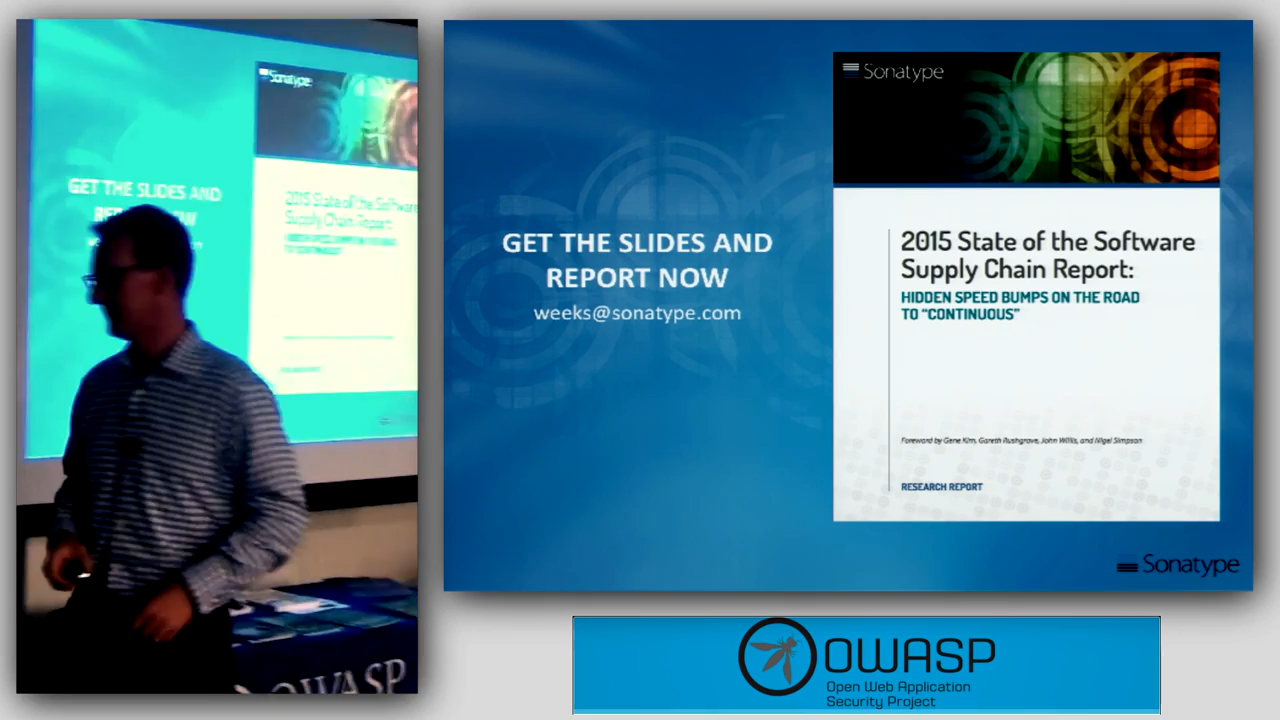 Sonatype
GET THE SLIDES AND
2015 State of the Software
Supply Chain Report:
OWASP
GET THE SLIDES AND
REPORT NOW
weeks@sonatype.com
Sonatype
2015 State of the Software
Supply Chain Report:
HIDDEN SPEED BUMPS ON THE ROAD
TO “CONTINUOUS”
Foreword by Gene Kim, Gareth Rushgrove, John Willis, and Nigel Simpson
RESEARCH REPORT
Sonatype
OWASP
Open Web Application
Security Project